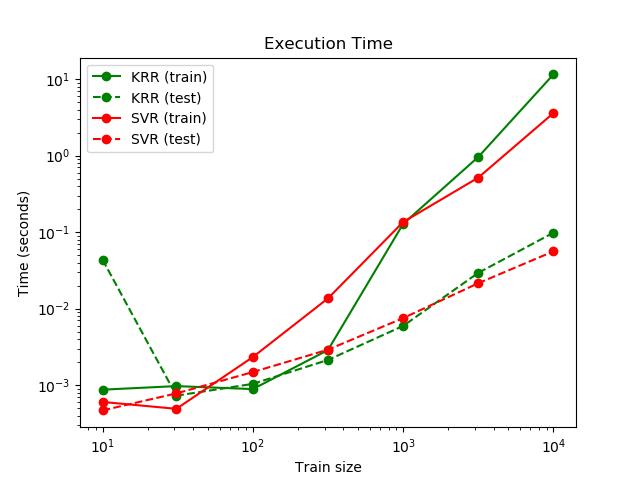 Execution Time
KRR (train)
KRR (test)
SVR (train)
SVR (test)
Time (seconds)
10¹
10⁰
10⁻¹
10⁻²
10⁻³
10¹ 10² 10³ 10⁴
Train size